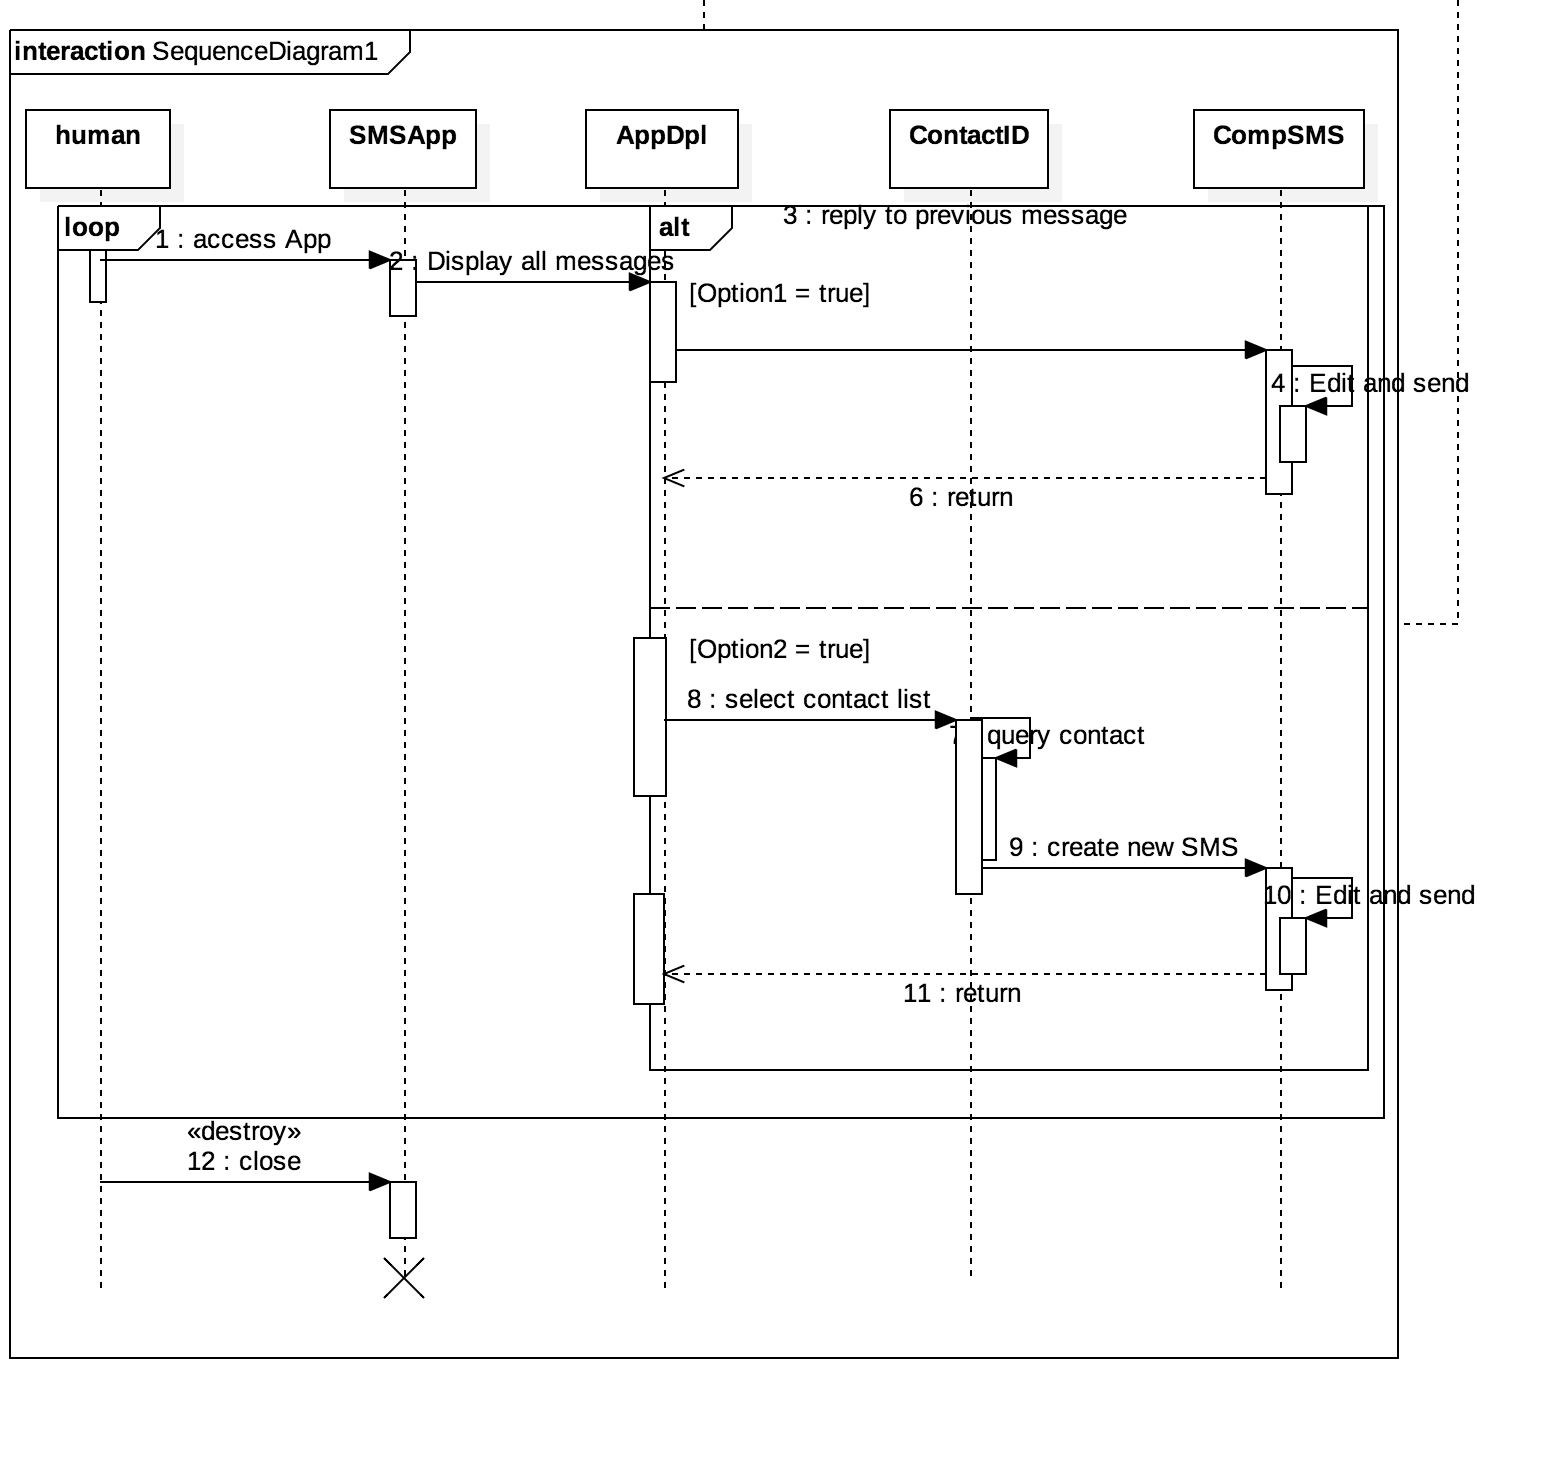 interaction SequenceDiagram1
human
SMSApp
AppDpl
ContactID
CompSMS
loop
alt
3 : reply to previous message
1 : access App
2 : Display all messages
[Option1 = true]
4 : Edit and send
6 : return
[Option2 = true]
8 : select contact list
query contact
9 : create new SMS
10 : Edit and send
11 : return
«destroy»
12 : close